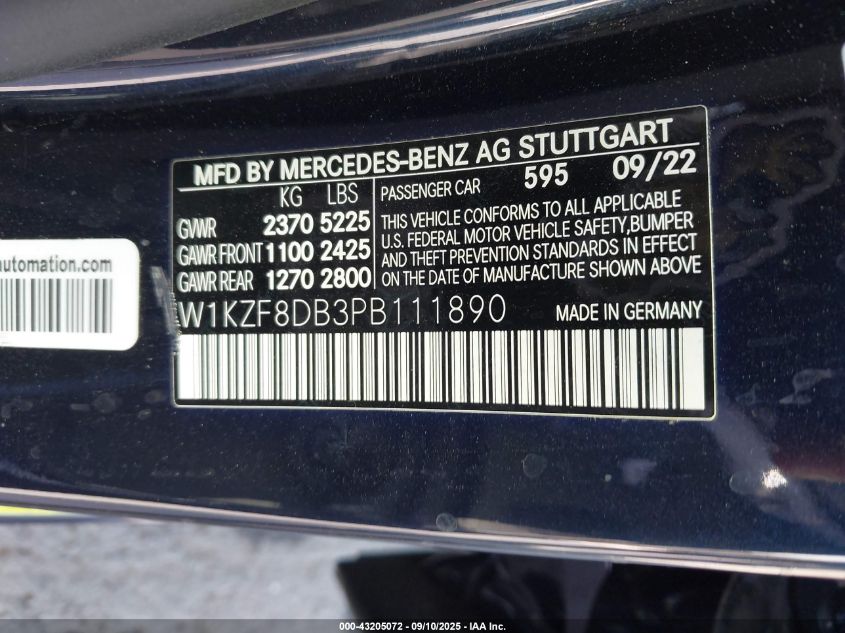 MFD BY MERCEDES-BENZ AG STUTTGART
KG LBS
GVWR 2370 5225
GAWR FRONT 1100 2425
GAWR REAR 1270 2800
PASSENGER CAR 595 09/22
THIS VEHICLE CONFORMS TO ALL APPLICABLE
U.S. FEDERAL MOTOR VEHICLE SAFETY,BUMPER
AND THEFT PREVENTION STANDARDS IN EFFECT
ON THE DATE OF MANUFACTURE SHOWN ABOVE.
W1KZF8DB3PB111890 MADE IN GERMANY
automation.com
000-43205072 - 09/10/2025 - IAA Inc.